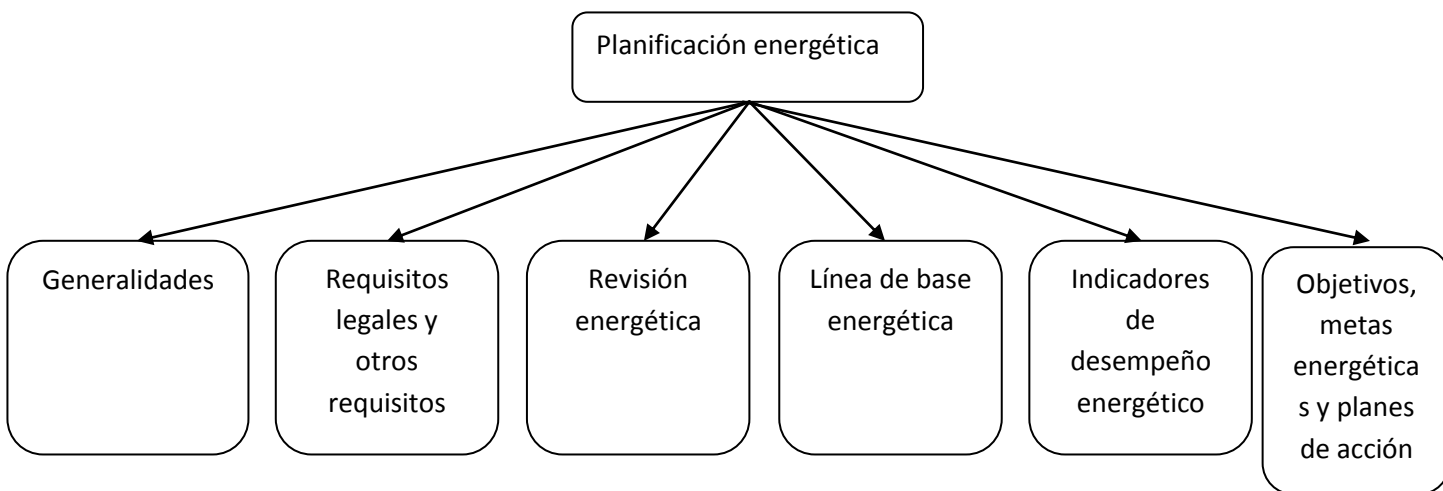 Planificación energética
Generalidades
Requisitos
legales y
otros
requisitos
Revisión
energética
Línea de base
energética
Indicadores
de
desempeño
energético
Objetivos,
metas
energética
s y planes
de acción